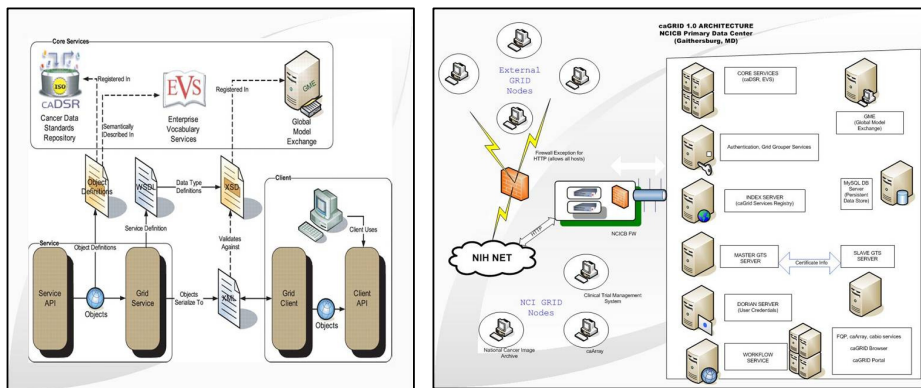 Core Services
ISO
caDSR
Cancer Data
Standards
Repository
Registered In
Semantically
Described In
EVS
Enterprise
Vocabulary
Services
Registered In
GME
Global
Model
Exchange
Object
Definitions
WSDL
Data Type
Definitions
XSD
Object Definitions
Service Definition
Validates
Against
Client
Client Uses
Service
Service
API
Objects
Grid
Service
Objects
Serialize To
XML
Grid
Client
Objects
Client
API
caGRID 1.0 ARCHITECTURE
NCICB Primary Data Center
(Gaithersburg, MD)
External
GRID
Nodes
Firewall Exception for
HTTP (allows all hosts)
HTTP
NIH NET
NCICB FW
NCI GRID
Nodes
Clinical Trial Management
System
National Cancer Image
Archive
caArray
CORE SERVICES
(caDSR, EVS)
GME
(Global Model
Exchange)
Authentication, Grid Grouper Services
INDEX SERVER
(caGrid Services Registry)
MySQL DB
Server
(Persistent
Data Store)
MASTER GTS
SERVER
Certificate Info
SLAVE GTS
SERVER
DORIAN SERVER
(User Credentials)
WORKFLOW
SERVICE
FQP, caArray, cabio services
caGRID Browser
caGRID Portal